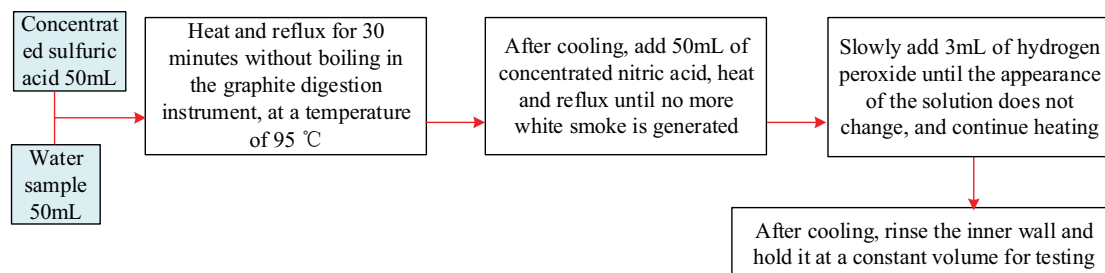 Concentrat
ed sulfuric
acid 50mL
Water
sample
50mL
Heat and reflux for 30
minutes without boiling in
the graphite digestion
instrument, at a temperature
of 95 ℃
After cooling, add 50mL of
concentrated nitric acid, heat
and reflux until no more
white smoke is generated
Slowly add 3mL of hydrogen
peroxide until the appearance
of the solution does not
change, and continue heating
After cooling, rinse the inner wall and
hold it at a constant volume for testing